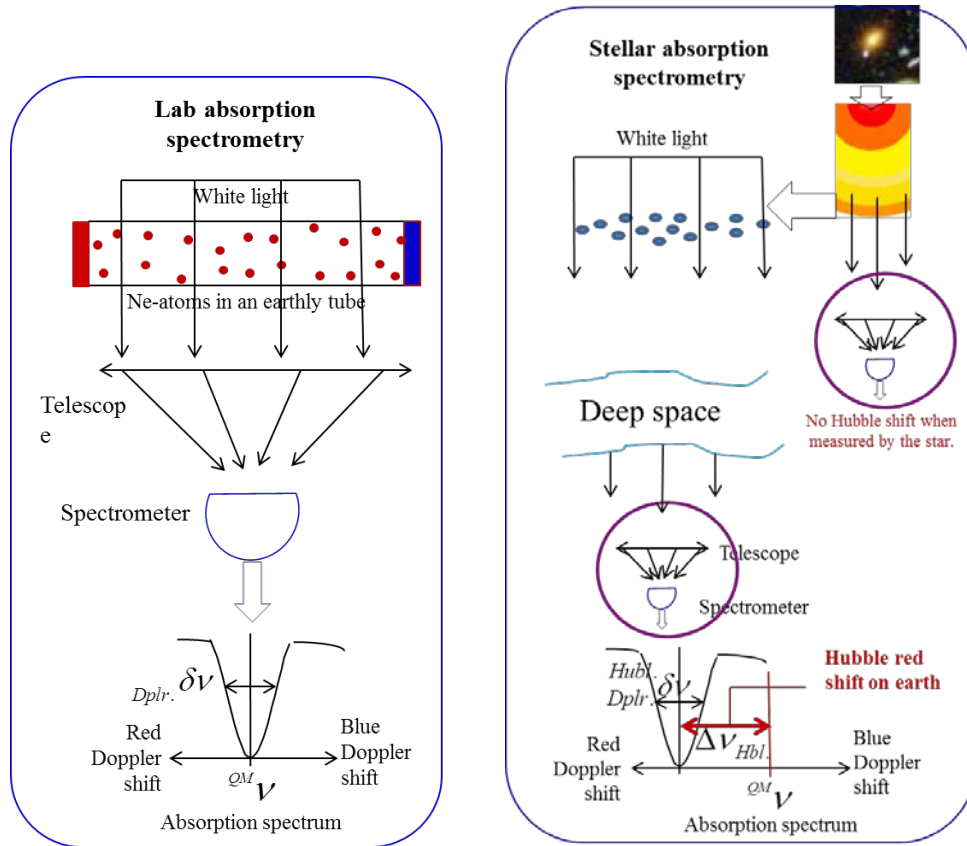 Lab absorption
spectrometry
White light
Ne-atoms in an earthly tube
Telescop
e
Spectrometer
Dplr. δν
Red
Doppler
shift
Blue
Doppler
shift
QM ν
Absorption spectrum
Stellar absorption
spectrometry
White light
No Hubble shift when
measured by the star.
Deep space
Telescope
Spectrometer
Hubble red
shift on earth
Hubl.
Dplr. δν
Δν Hbl.
Red
Doppler
shift
Blue
Doppler
shift
QM ν
Absorption spectrum